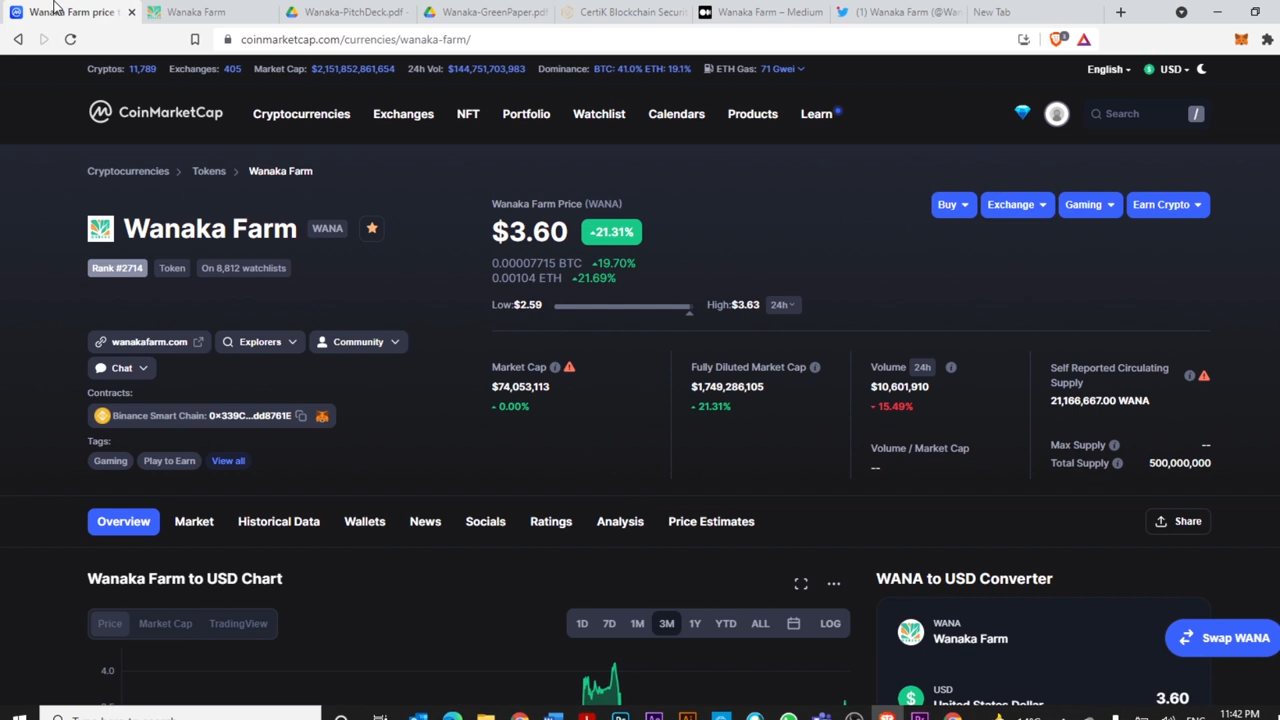 Wanaka Farm price t
Wanaka Farm
Wanaka-PitchDeck.pdf -
Wanaka-GreenPaper.pdf
CertiK Blockchain Securit
Wanaka Farm – Medium
(1) Wanaka Farm (@Wan
New Tab
coinmarketcap.com/currencies/wanaka-farm/
Cryptos: 11,789 Exchanges: 405 Market Cap: $2,151,852,861,654 24h Vol: $144,751,703,983 Dominance: BTC: 41.0% ETH: 19.1% ETH Gas: 71 Gwei English USD
CoinMarketCap Cryptocurrencies Exchanges NFT Portfolio Watchlist Calendars Products Learn Search /
Cryptocurrencies > Tokens > Wanaka Farm
Wanaka Farm WANA
Rank #2714 Token On 8,812 watchlists
wanakafarm.com Explorers Community
Chat
Contracts:
Binance Smart Chain: 0x339C...dd8761E
Tags:
Gaming Play to Earn View all
Wanaka Farm Price (WANA)
$3.60 21.31%
0.00007715 BTC 19.70%
0.00104 ETH 21.69%
Low: $2.59 High: $3.63 24h
Buy Exchange Gaming Earn Crypto
Market Cap
$74,053,113
0.00%
Fully Diluted Market Cap
$1,749,286,105
21.31%
Volume 24h
$10,601,910
15.49%
Volume / Market Cap
--
Self Reported Circulating
Supply
21,166,667.00 WANA
Max Supply --
Total Supply 500,000,000
Overview Market Historical Data Wallets News Socials Ratings Analysis Price Estimates Share
Wanaka Farm to USD Chart
Price Market Cap TradingView
1D 7D 1M 3M 1Y YTD ALL LOG
4.0
WANA to USD Converter
WANA
Wanaka Farm
Swap WANA
USD
United States Dollar
3.60
Type here to search
ENG
11:42 PM